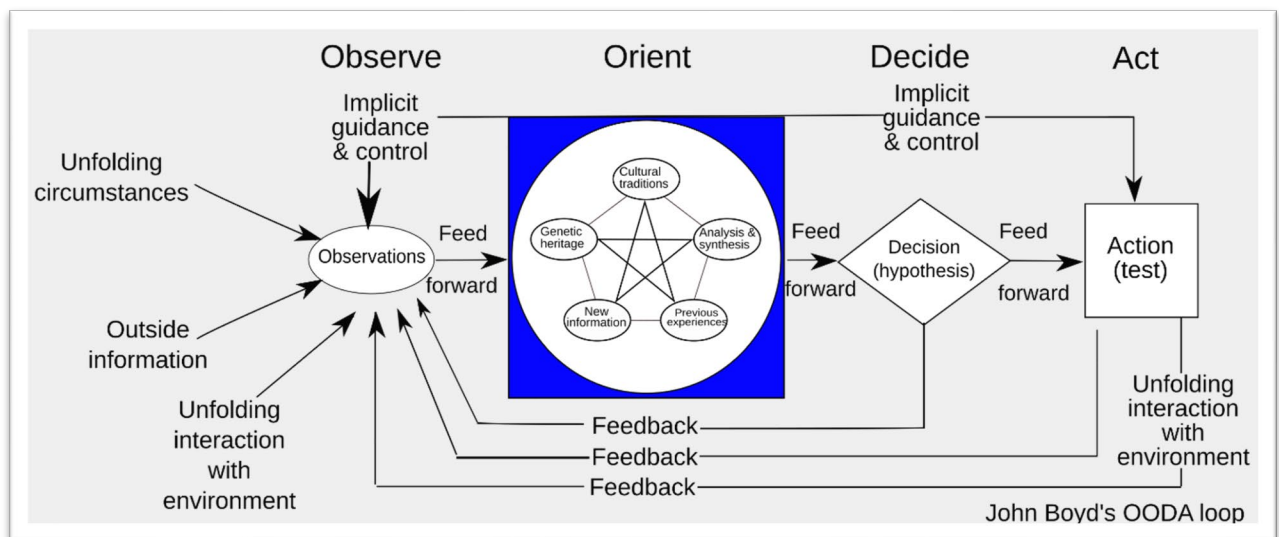 Observe
Orient
Decide
Act
Implicit
guidance
& control
Implicit
guidance
& control
Unfolding
circumstances
Observations
Outside
information
Unfolding
interaction
with
environment
Feed
forward
Cultural
traditions
Genetic
heritage
Analysis &
synthesis
New
information
Previous
experiences
Feed
forward
Decision
(hypothesis)
Feed
forward
Action
(test)
Unfolding
interaction
with
environment
Feedback
Feedback
Feedback
John Boyd's OODA loop